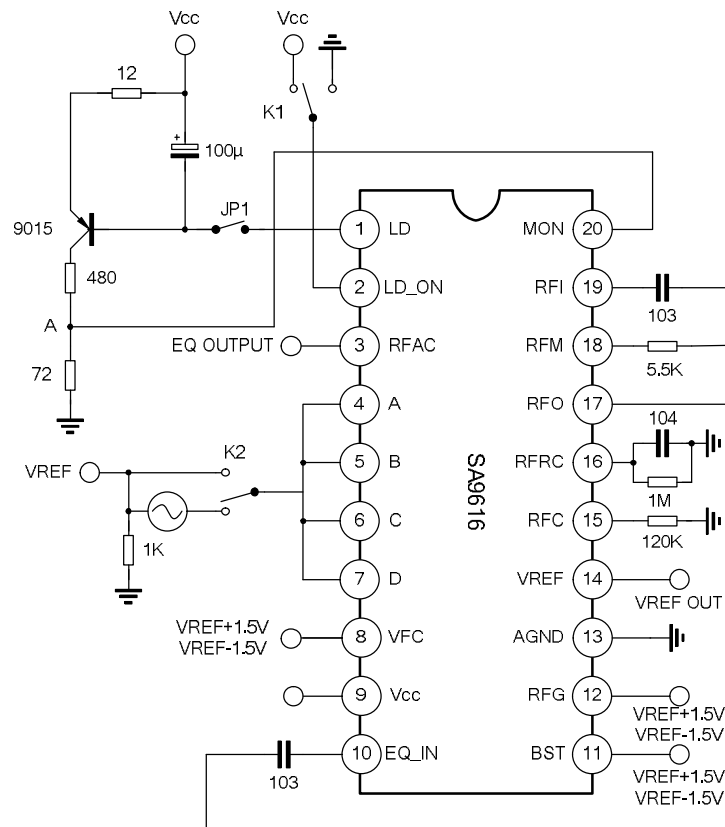 Vcc
Vcc
12
+
100μ
K1
JP1
9015
480
A
72
1 LD
MON 20
2 LD_ON
RFI 19
103
EQ OUTPUT
3 RFAC
RFM 18
5.5K
4 A
RFO 17
104
K2
VREF
5 B
RFRC 16
1M
SA9616
6 C
RFC 15
120K
1K
7 D
VREF 14
VREF OUT
VREF+1.5V
VREF-1.5V
8 VFC
AGND 13
9 Vcc
RFG 12
VREF+1.5V
VREF-1.5V
10 EQ_IN
103
BST 11
VREF+1.5V
VREF-1.5V